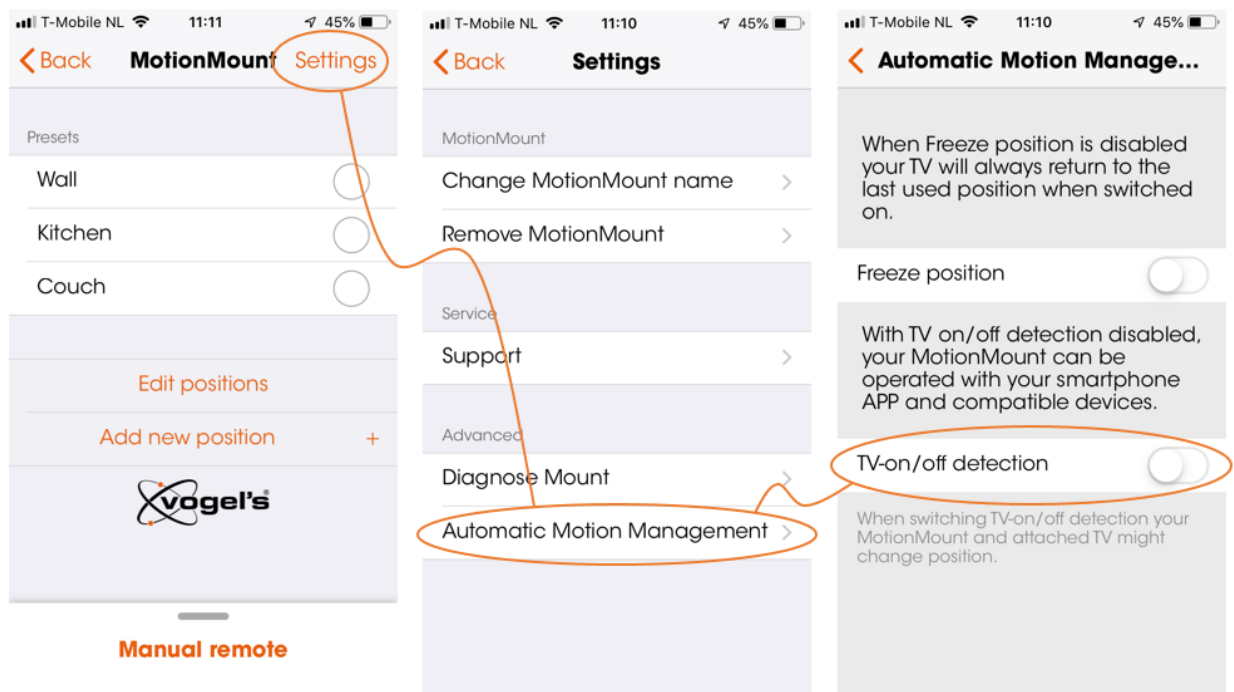 T-Mobile NL 11:11 45%
Back MotionMount Settings
Presets
Wall
Kitchen
Couch
Edit positions
Add new position +
vogel's
Manual remote
T-Mobile NL 11:10 45%
Back Settings
MotionMount
Change MotionMount name
Remove MotionMount
Service
Support
Advanced
Diagnose Mount
Automatic Motion Management
T-Mobile NL 11:10 45%
Automatic Motion Manage...
When Freeze position is disabled
your TV will always return to the
last used position when switched
on.
Freeze position
With TV on/off detection disabled,
your MotionMount can be
operated with your smartphone
APP and compatible devices.
TV-on/off detection
When switching TV-on/off detection your
MotionMount and attached TV might
change position.